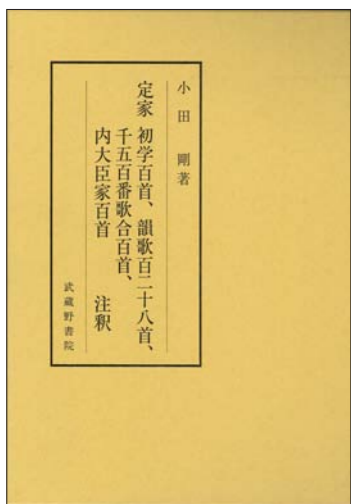 小田　剛著
定家　初学百首、韻歌百二十八首、
千五百番歌合百首、
内大臣家百首　　　　注釈
武蔵野書院